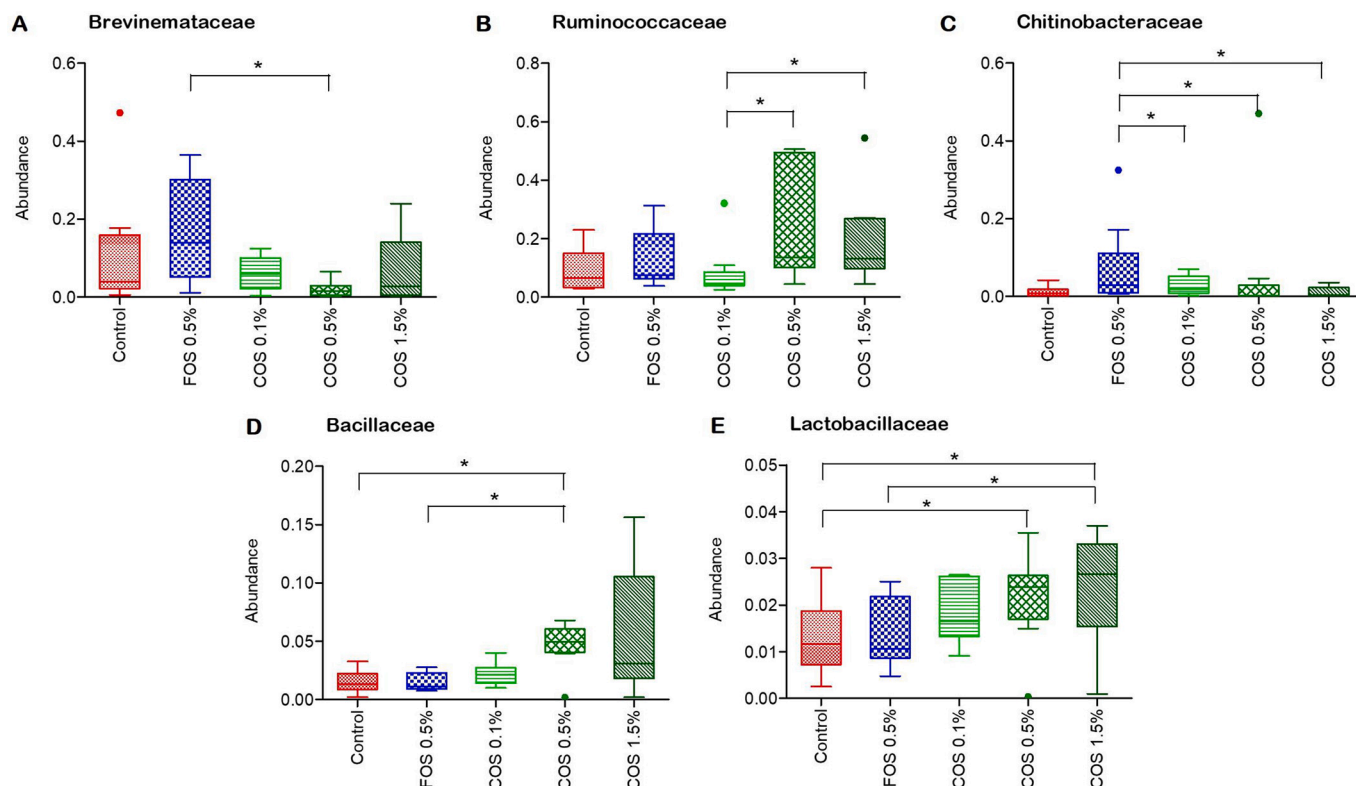 A Brevinemataceae
Abundance
0.6
0.4
0.2
0.0
*
Control
FOS 0.5%
COS 0.1%
COS 0.5%
COS 1.5%
B Ruminococcaceae
Abundance
0.8
0.6
0.4
0.2
0.0
*
*
Control
FOS 0.5%
COS 0.1%
COS 0.5%
COS 1.5%
C Chitinobacteraceae
Abundance
0.6
0.4
0.2
0.0
*
*
*
Control
FOS 0.5%
COS 0.1%
COS 0.5%
COS 1.5%
D Bacillaceae
Abundance
0.20
0.15
0.10
0.05
0.00
*
*
Control
FOS 0.5%
COS 0.1%
COS 0.5%
COS 1.5%
E Lactobacillaceae
Abundance
0.05
0.04
0.03
0.02
0.01
0.00
*
*
*
Control
FOS 0.5%
COS 0.1%
COS 0.5%
COS 1.5%